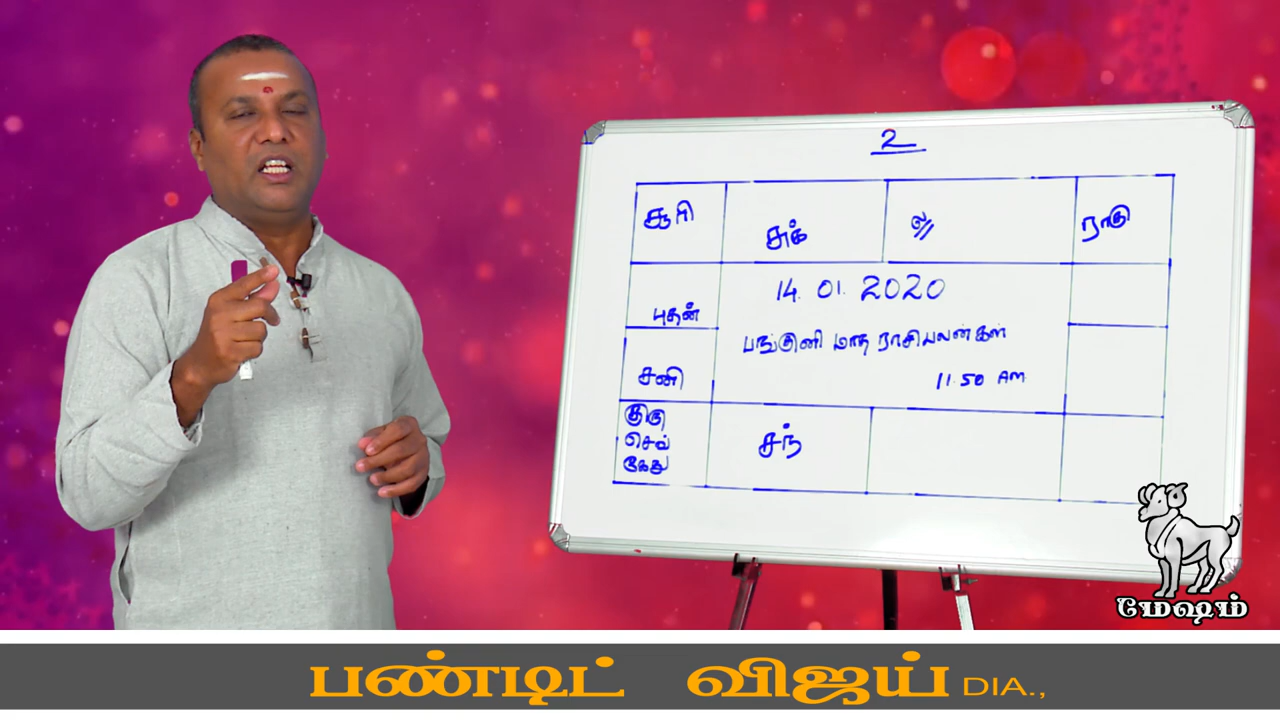 2
சூரி
சுக்
ல//
ராகு
14. 01. 2020
புதன்
பங்குனி மாத ராசிபலன்கள்
11.50 AM
சனி
குரு
செவ்
கேது
சந்
மேஷம்
பண்டிட் விஜய் DIA.,